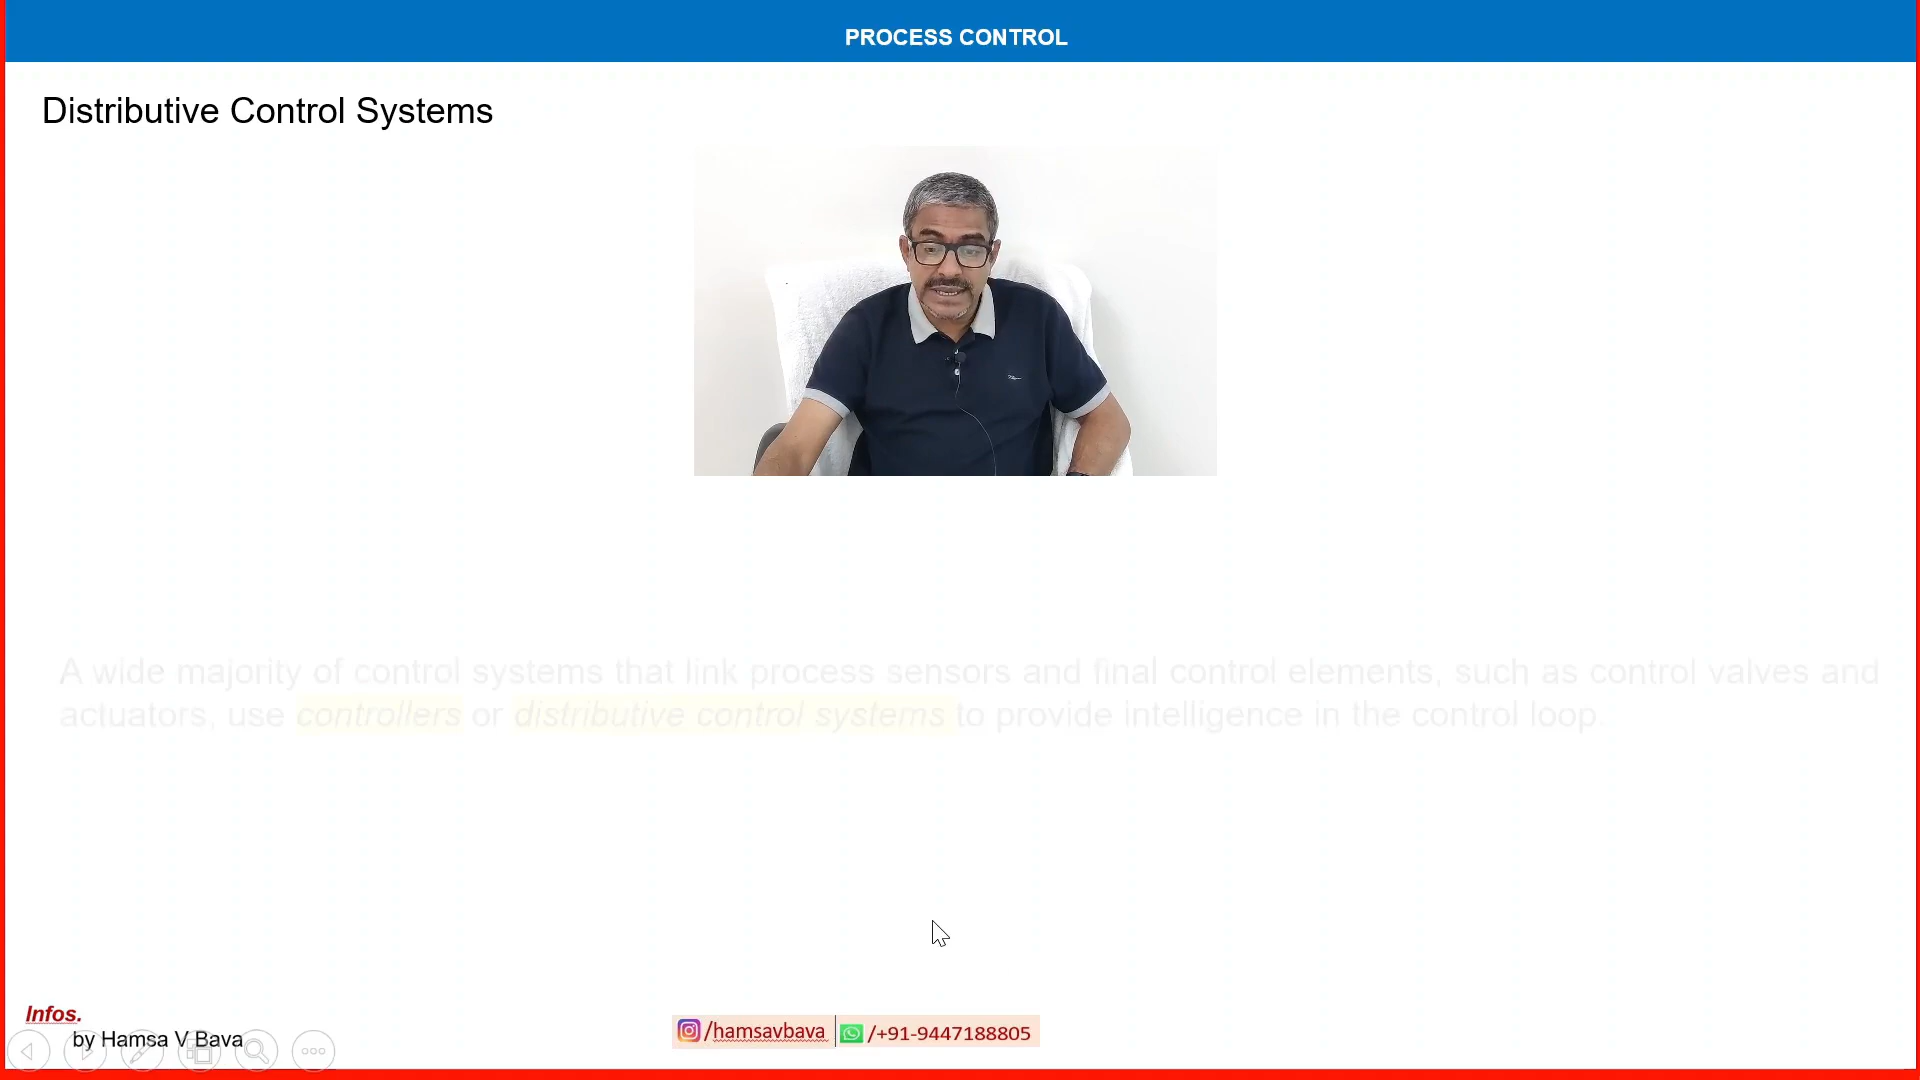 PROCESS CONTROL
Distributive Control Systems
A wide majority of control systems that link process sensors and final control elements, such as control valves and
actuators, use controllers or distributive control systems to provide intelligence in the control loop.
Infos.
by Hamsa V Bava
/hamsavbava /+91-9447188805